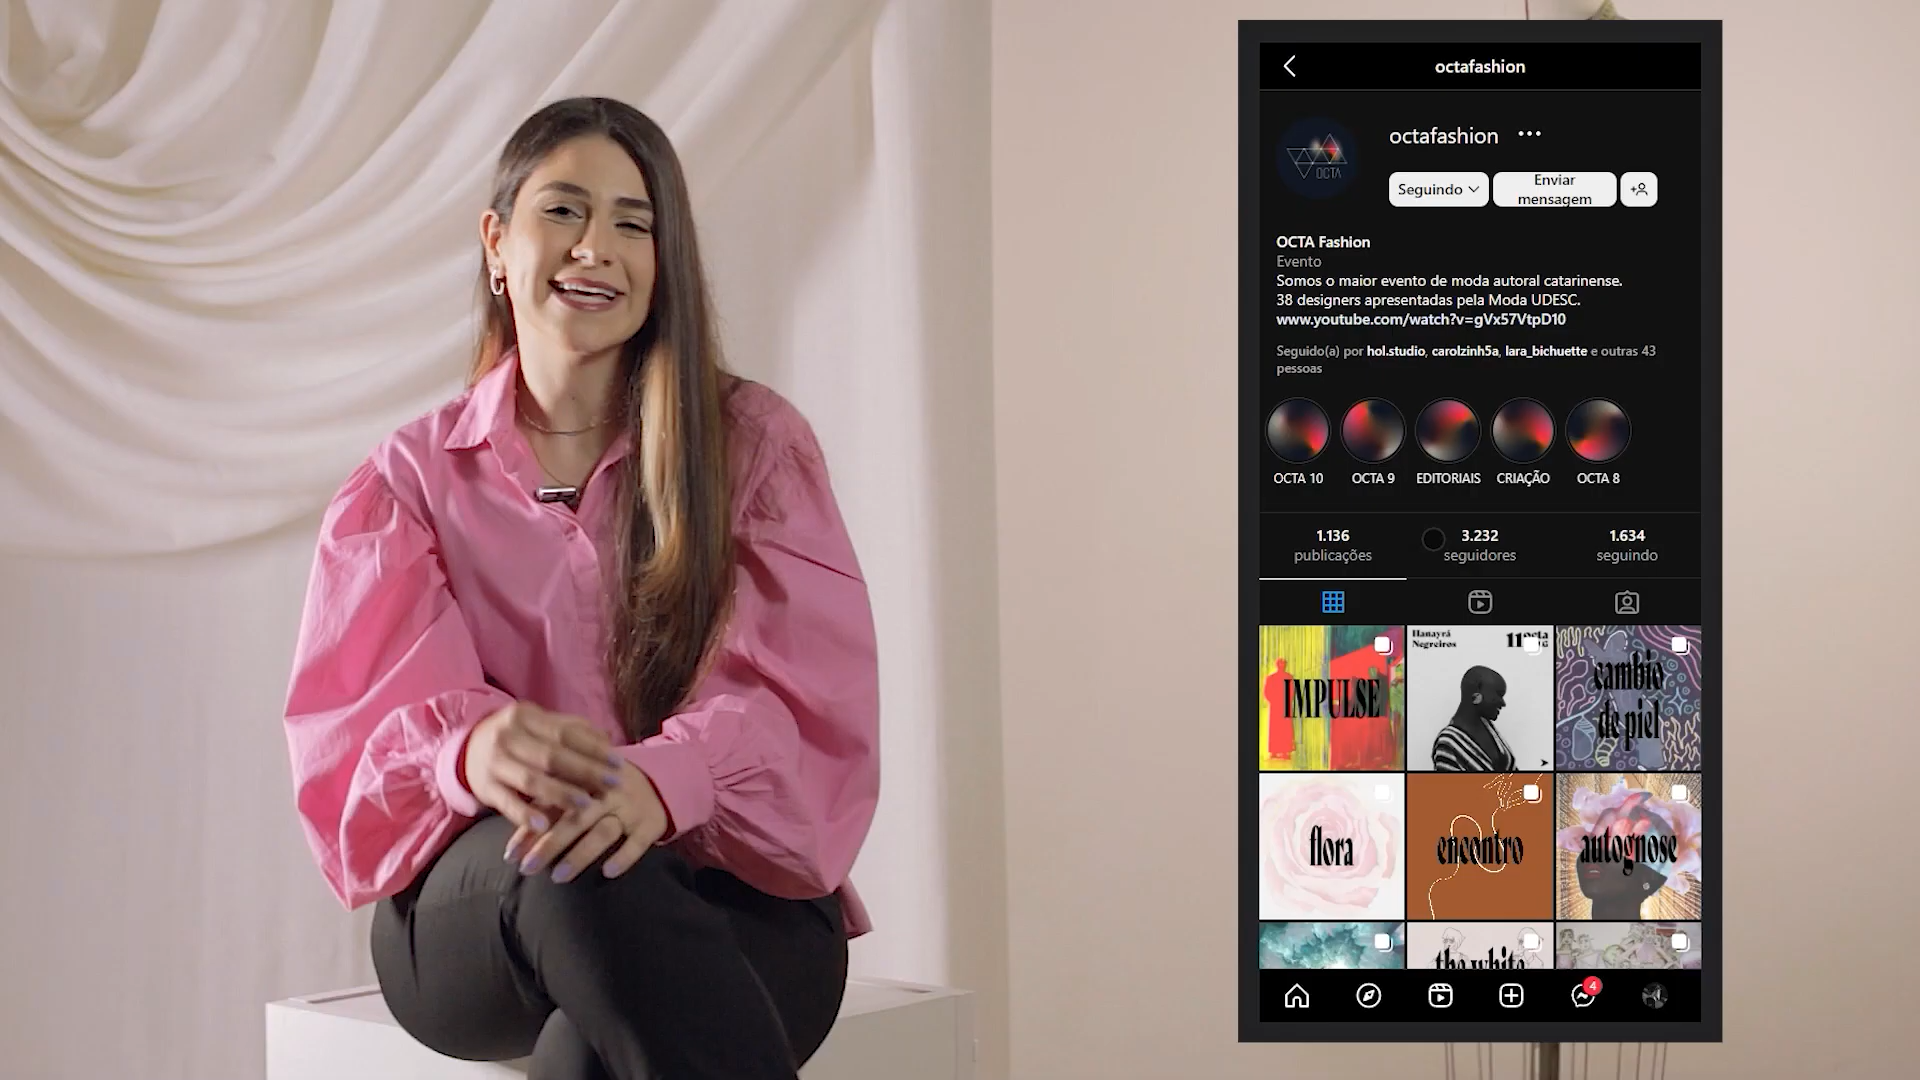 octafashion
OCTA
octafashion
Seguindo
Enviar
mensagem
OCTA Fashion
Evento
Somos o maior evento de moda autoral catarinense.
38 designers apresentadas pela Moda UDESC.
www.youtube.com/watch?v=gVx57VtpD10
Seguido(a) por hol.studio, carolzinh5a, lara_bichuette e outras 43
pessoas
OCTA 10
OCTA 9
EDITORIAIS
CRIAÇÃO
OCTA 8
1.136
publicações
3.232
seguidores
1.634
seguindo
IMPULSE
Hanayrá
Negreiros
cambio
de piel
flora
encontro
autognose
the white
4